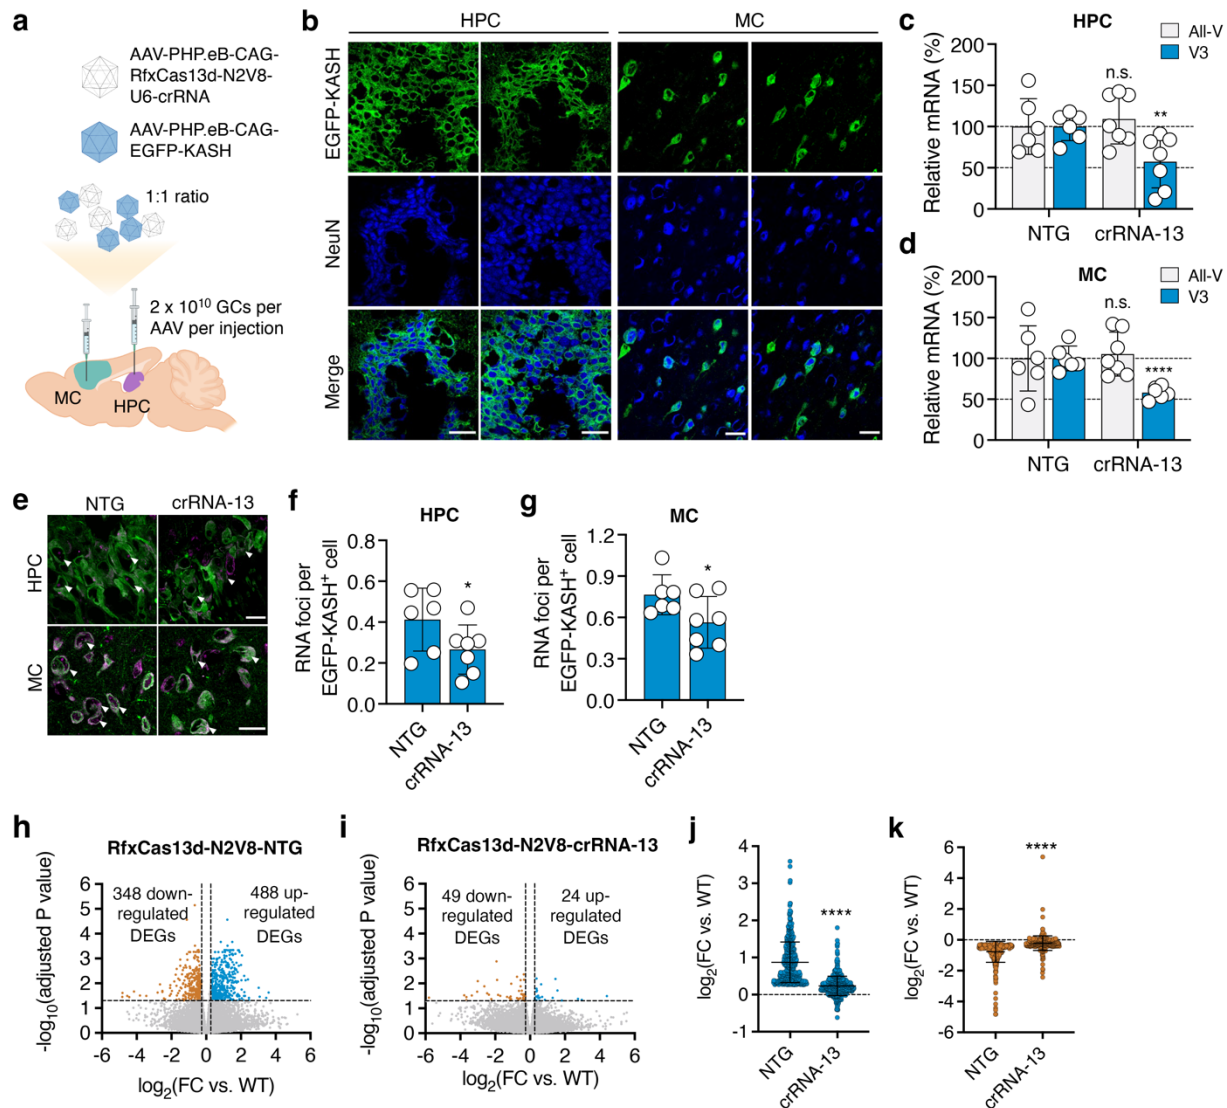 a
AAV-PHP.eB-CAG-
RfxCas13d-N2V8-
U6-crRNA
AAV-PHP.eB-CAG-
EGFP-KASH
1:1 ratio
2 x 10¹⁰ GCs per
AAV per injection
MC
HPC
b
HPC
MC
EGFP-KASH
NeuN
Merge
c
HPC
All-V
V3
Relative mRNA (%)
200
150
100
50
0
n.s.
**
NTG
crRNA-13
d
MC
All-V
V3
Relative mRNA (%)
200
150
100
50
0
n.s.
****
NTG
crRNA-13
e
NTG
crRNA-13
HPC
MC
f
HPC
RNA foci per
EGFP-KASH⁺ cell
0.8
0.6
0.4
0.2
0.0
*
NTG
crRNA-13
g
MC
RNA foci per
EGFP-KASH⁺ cell
1.2
0.9
0.6
0.3
0.0
*
NTG
crRNA-13
h
RfxCas13d-N2V8-NTG
-log₁₀(adjusted P value)
6
5
4
3
2
1
0
348 down-
regulated
DEGs
488 up-
regulated
DEGs
-6 -4 -2 0 2 4 6
log₂(FC vs. WT)
i
RfxCas13d-N2V8-crRNA-13
-log₁₀(adjusted P value)
6
5
4
3
2
1
0
49 down-
regulated
DEGs
24 up-
regulated
DEGs
-6 -4 -2 0 2 4 6
log₂(FC vs. WT)
j
log₂(FC vs. WT)
4
3
2
1
0
-1
****
NTG
crRNA-13
k
log₂(FC vs. WT)
6
4
2
0
-2
-4
-6
****
NTG
crRNA-13